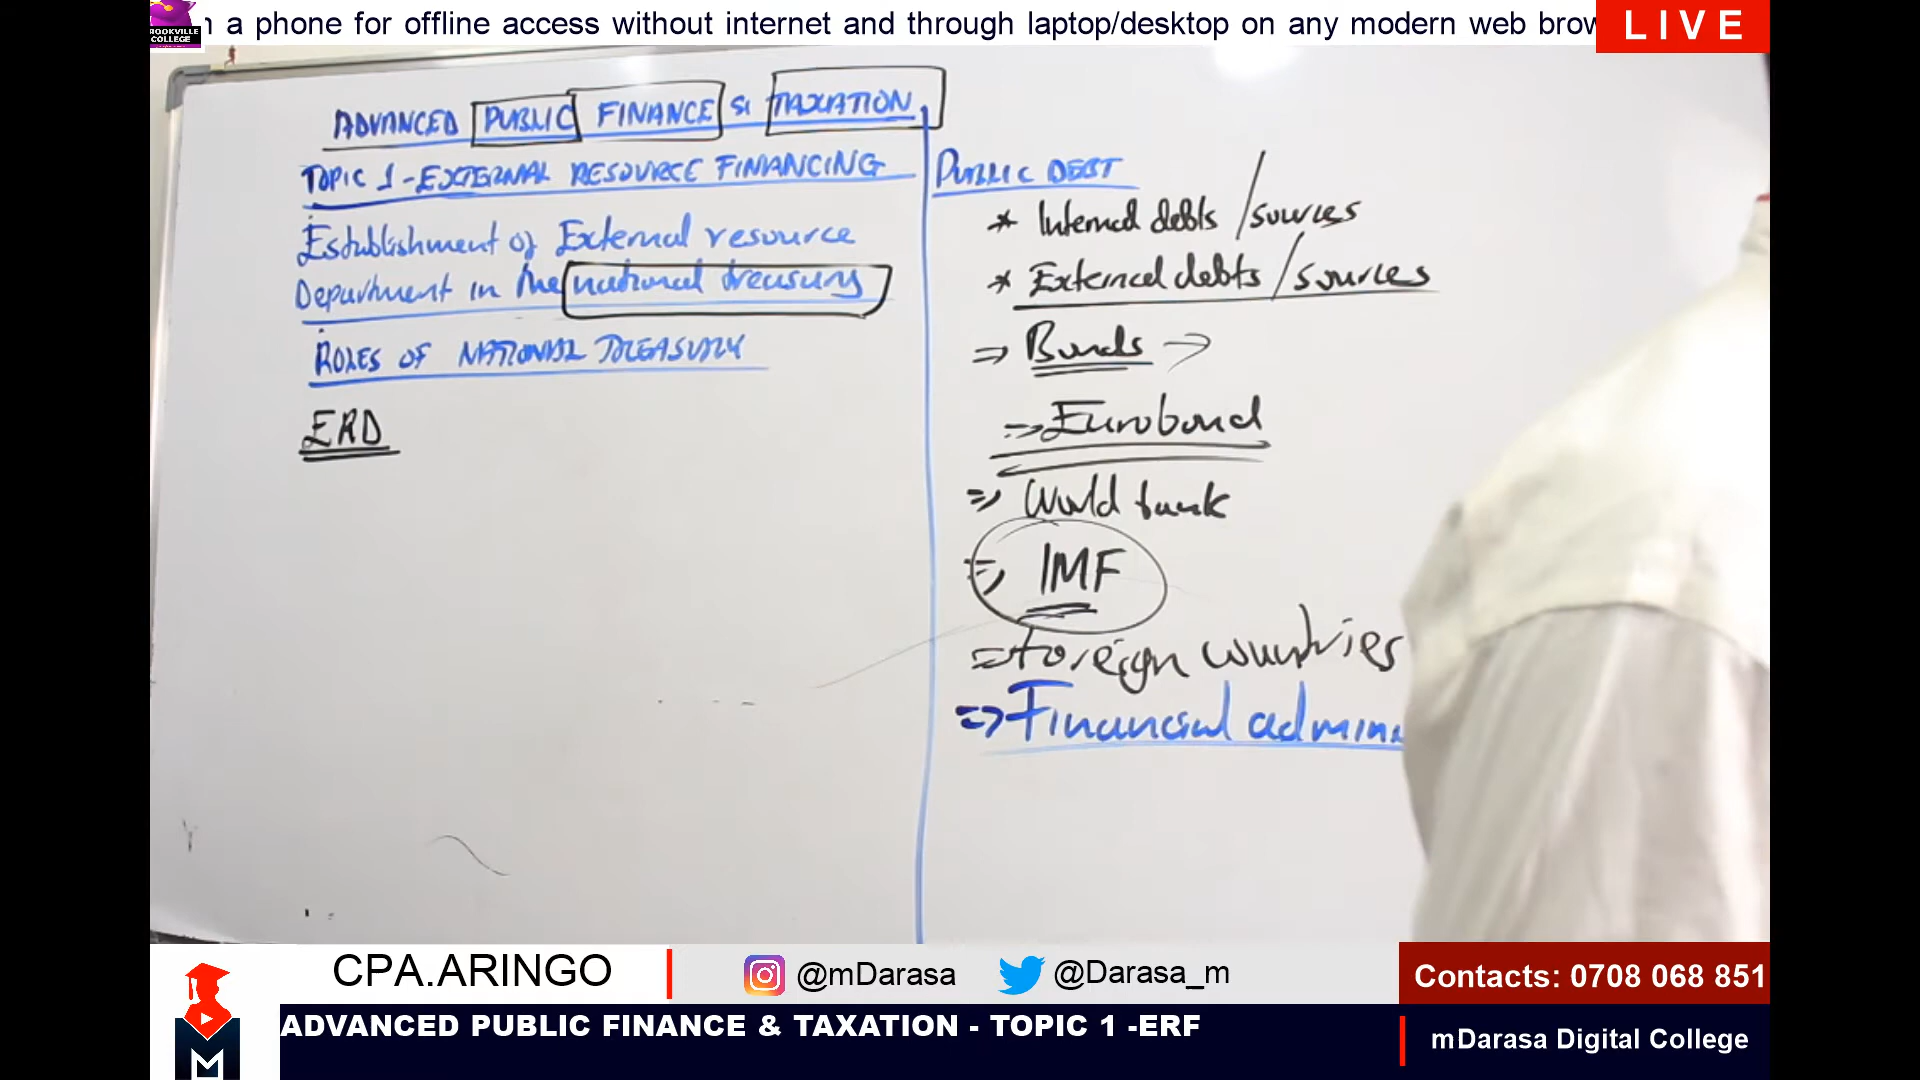 n a phone for offline access without internet and through laptop/desktop on any modern web brow
LIVE
ROOKVILLE
COLLEGE
ADVANCED PUBLIC FINANCE & TAXATION
TOPIC 1 - EXTERNAL RESOURCE FINANCING
Establishment of External resource
Department in the national treasury
ROLES OF NATIONAL TREASURY
ERD
PUBLIC DEBT
* Internal debts / sources
* External debts / sources
⇒ Bonds →
⇒ Eurobond
⇒ World bank
⇒ IMF
⇒ foreign countries
⇒ Financial admin
CPA.ARINGO
@mDarasa
@Darasa_m
Contacts: 0708 068 851
M
ADVANCED PUBLIC FINANCE & TAXATION - TOPIC 1 -ERF
mDarasa Digital College